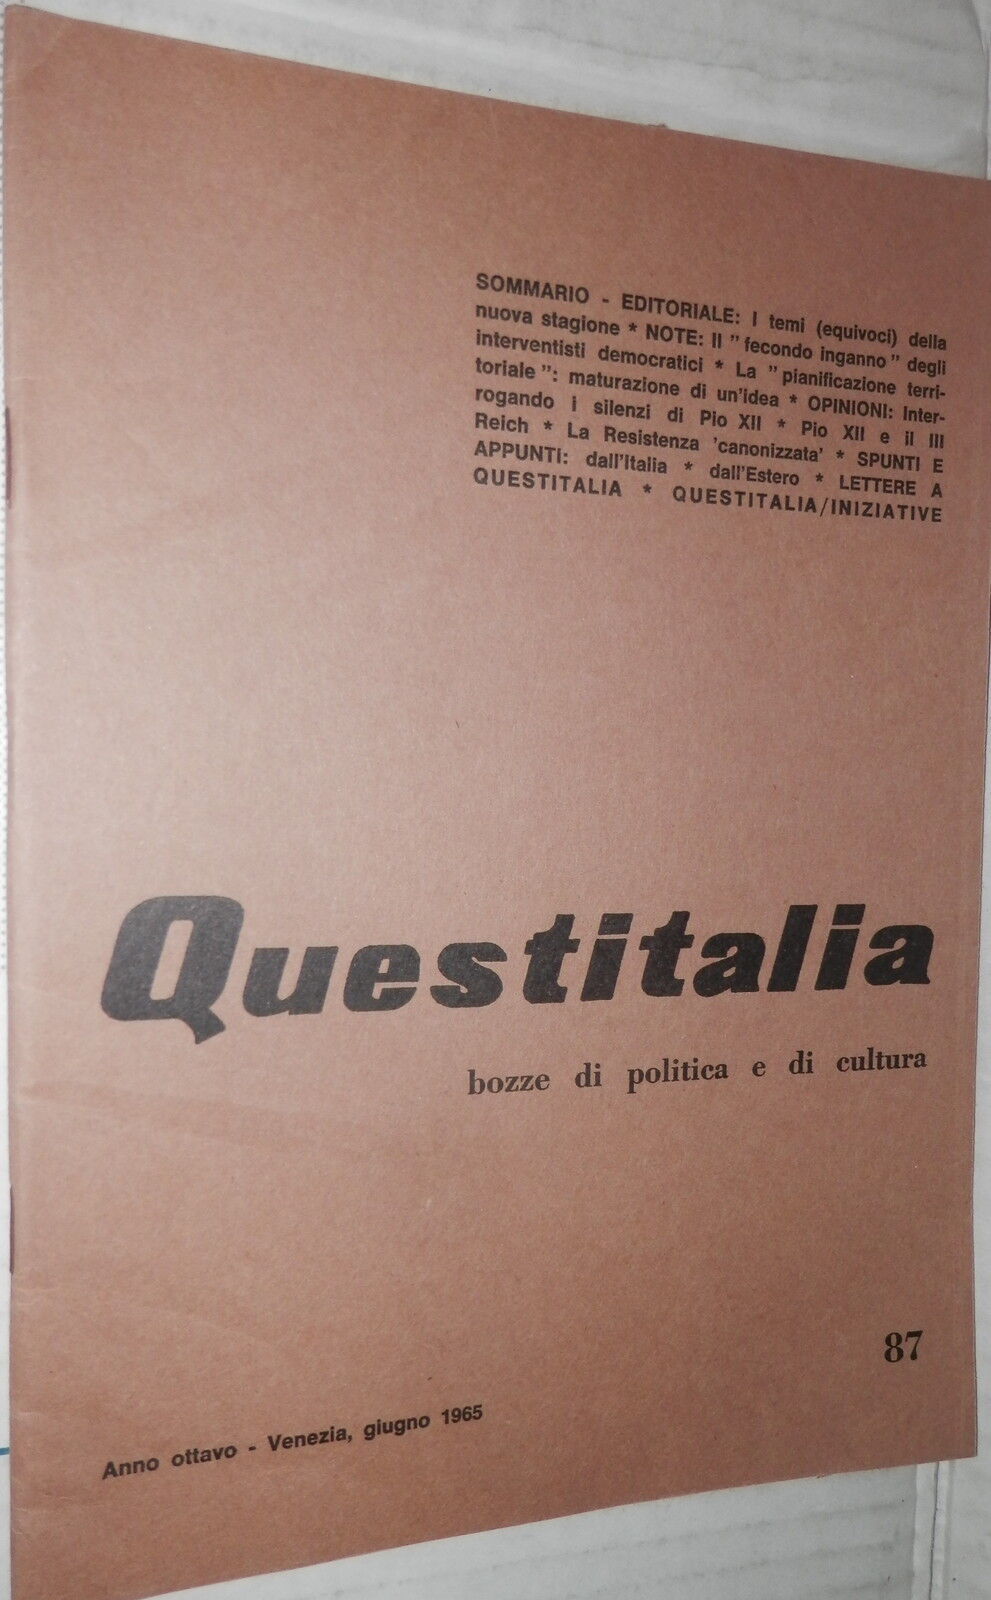 SOMMARIO - EDITORIALE: I temi (equivoci) della
nuova stagione * NOTE: Il " fecondo inganno " degli
interventisti democratici * La " pianificazione terri-
toriale ": maturazione di un'idea * OPINIONI: Inter-
rogando i silenzi di Pio XII * Pio XII e il III
Reich * La Resistenza 'canonizzata' * SPUNTI E
APPUNTI: dall'Italia * dall'Estero * LETTERE A
QUESTITALIA * QUESTITALIA/INIZIATIVE
Questitalia
bozze di politica e di cultura
87
Anno ottavo - Venezia, giugno 1965